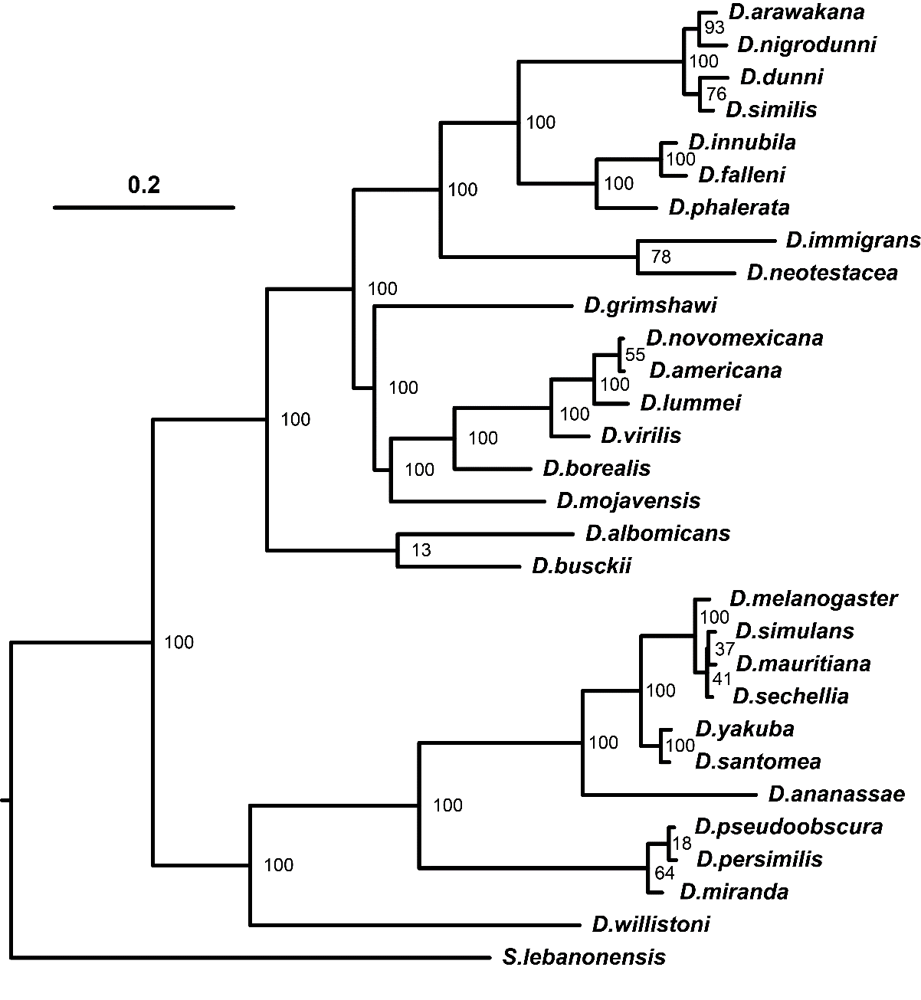 D.arawakana
93
D.nigrodunni
100
D.dunni
76
D.similis
100
D.innubila
100
D.falleni
100
0.2
100
D.phalerata
D.immigrans
78
D.neotestacea
100
D.grimshawi
D.novomexicana
55
D.americana
100
100
D.lummei
100
D.virilis
100
100
D.borealis
100
D.mojavensis
D.albomicans
13
D.busckii
D.melanogaster
100
D.simulans
100
37
D.mauritiana
41
100
D.sechellia
D.yakuba
100
100
D.santomea
D.ananassae
100
D.pseudoobscura
18
D.persimilis
100
64
D.miranda
D.willistoni
S.lebanonensis